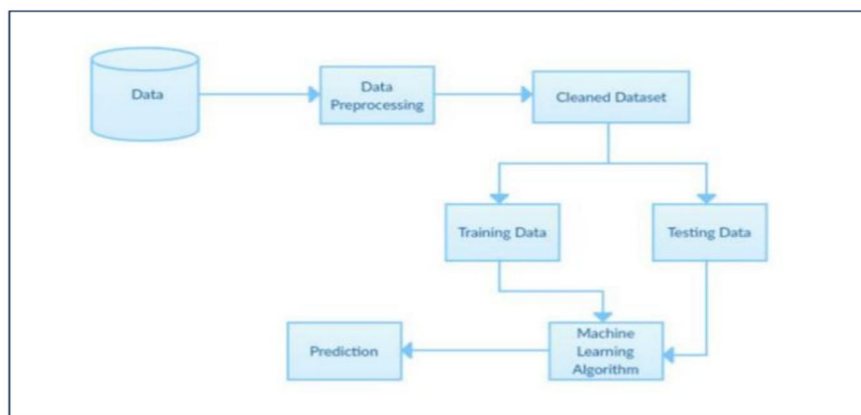 Data
Data
Preprocessing
Cleaned Dataset
Training Data
Testing Data
Machine
Learning
Algorithm
Prediction